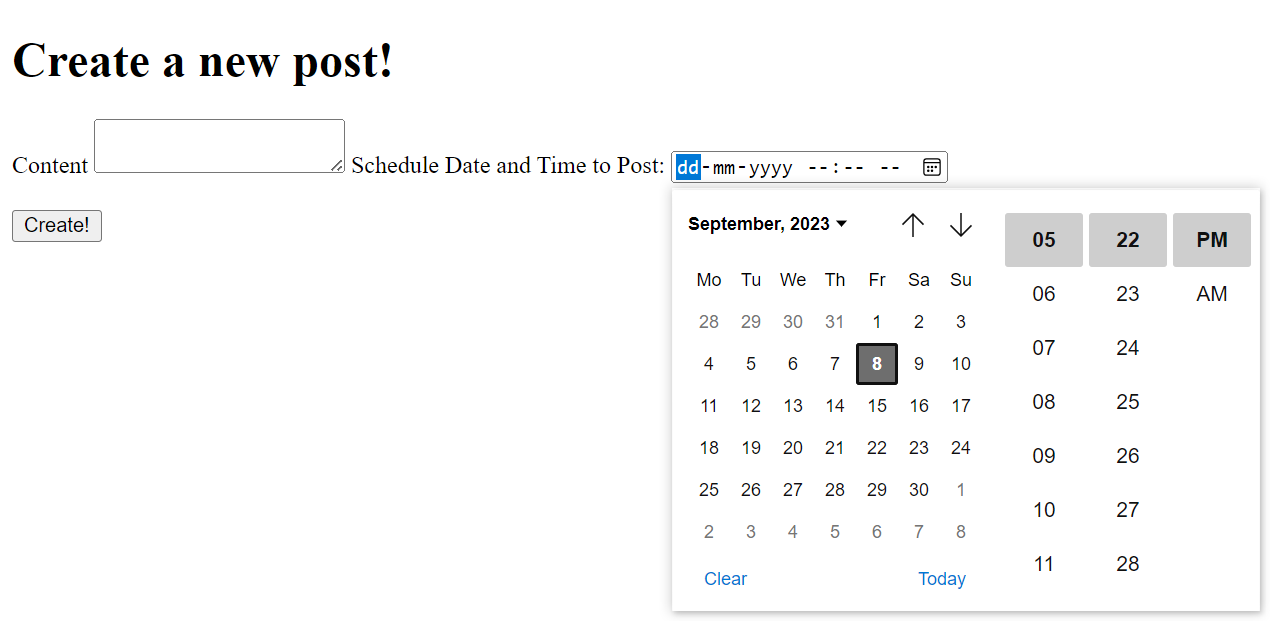 Create a new post!
Content Schedule Date and Time to Post: dd-mm-yyyy --:-- --
Create!
September, 2023 05 22 PM
Mo Tu We Th Fr Sa Su
06 23 AM
28 29 30 31 1 2 3
07 24
4 5 6 7 8 9 10
08 25
11 12 13 14 15 16 17
18 19 20 21 22 23 24
09 26
25 26 27 28 29 30 1
10 27
2 3 4 5 6 7 8
11 28
Clear Today